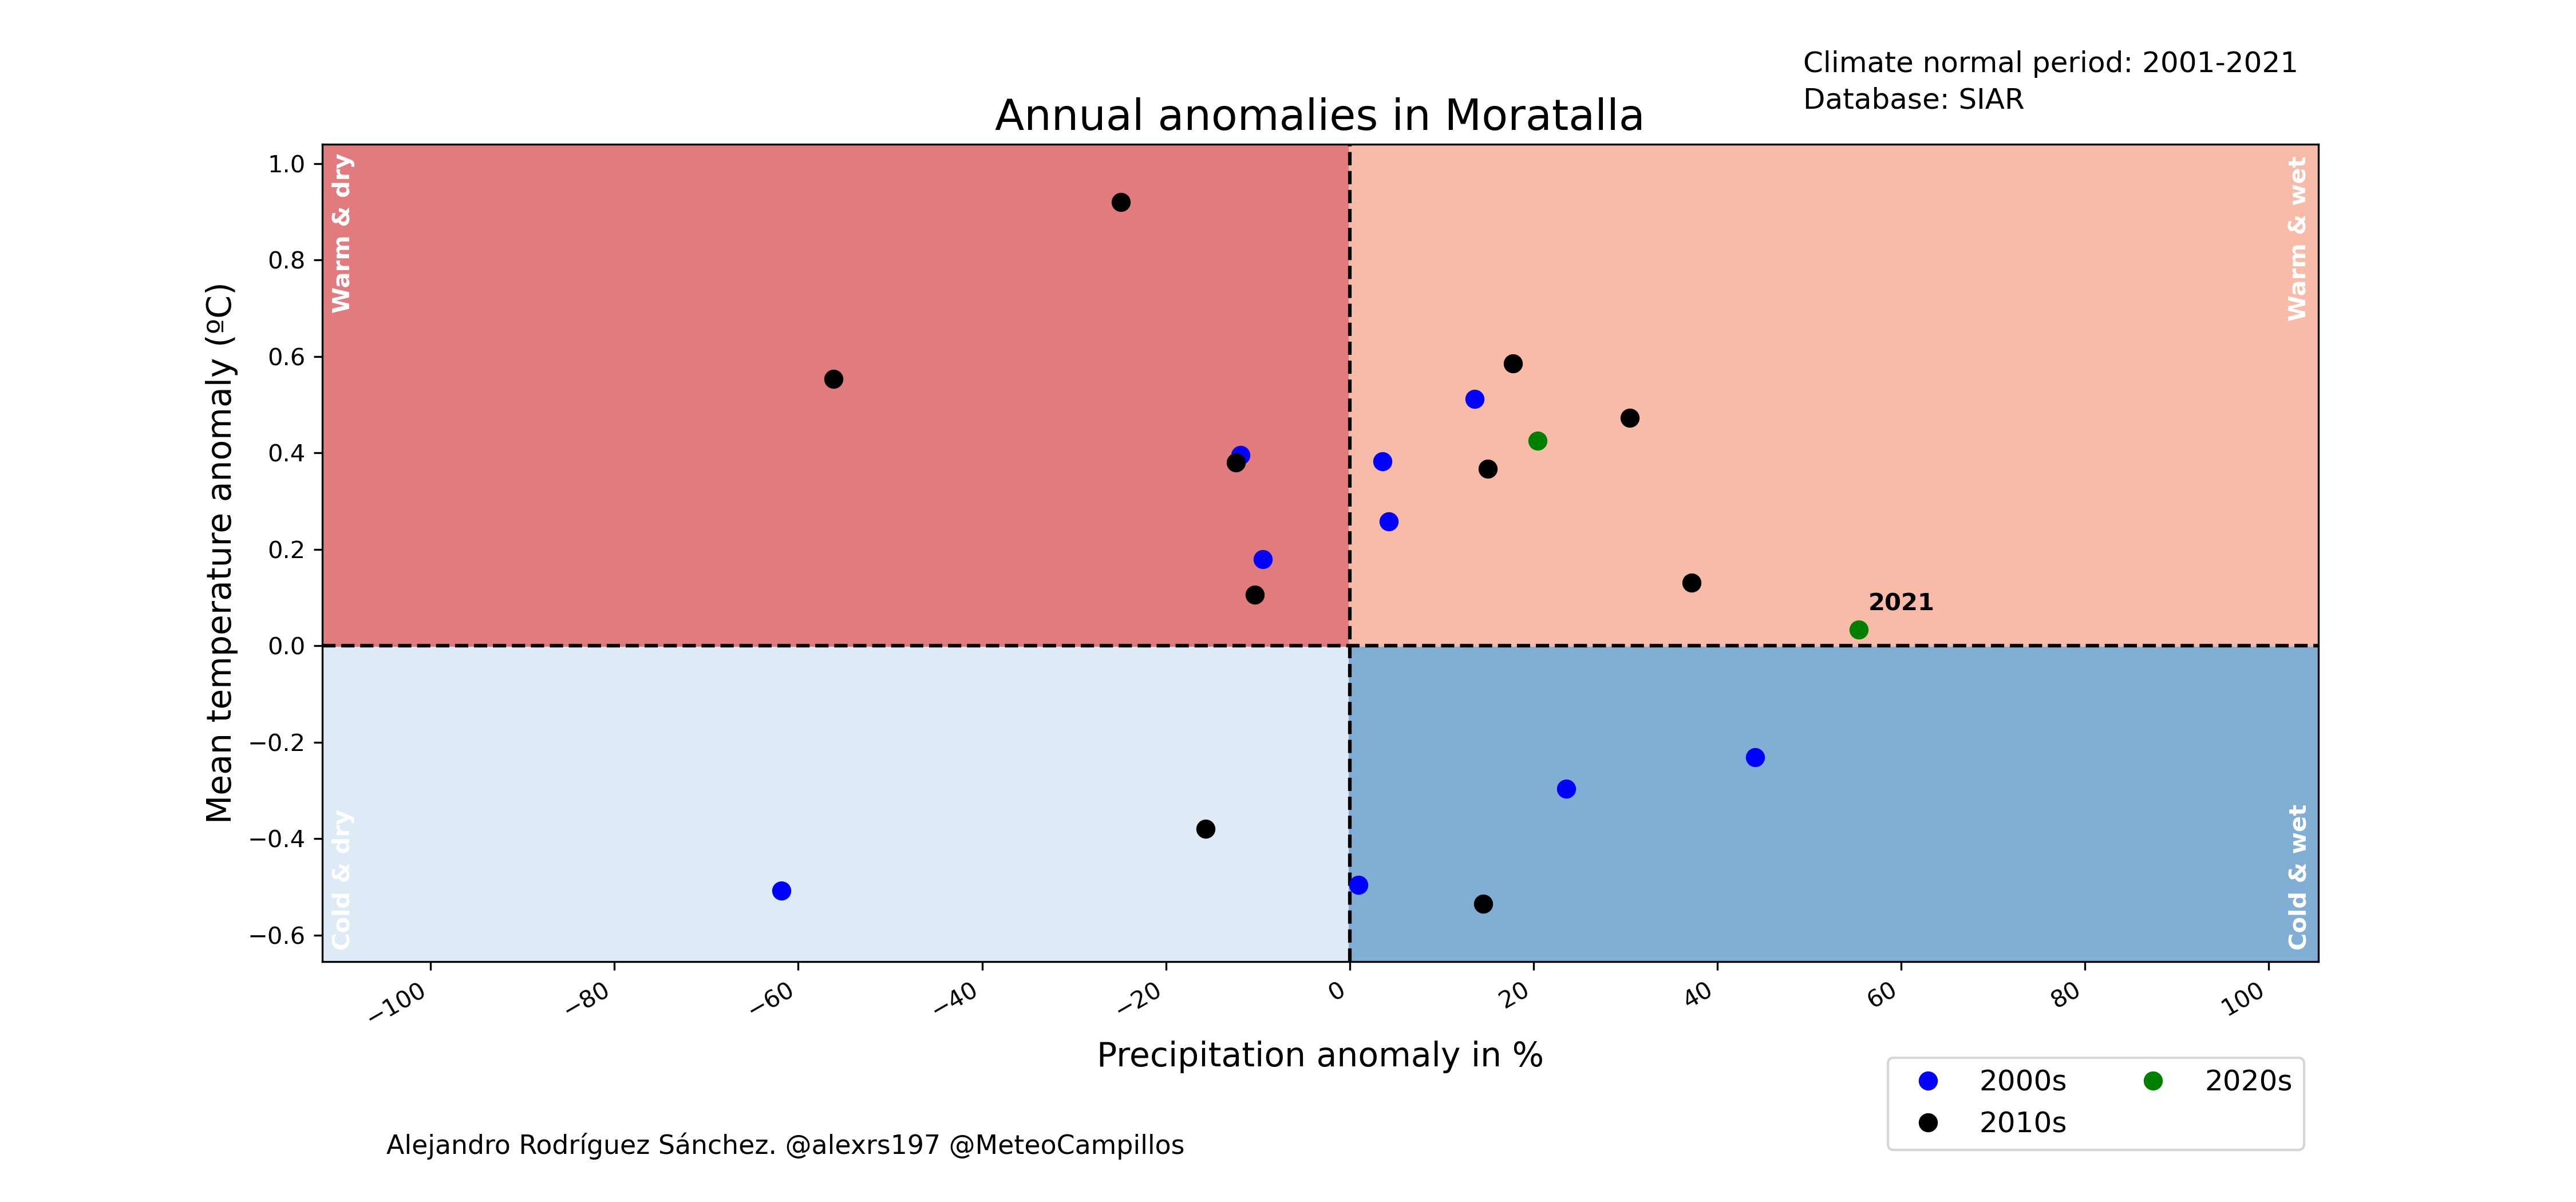 Climate normal period: 2001-2021
Database: SIAR
Annual anomalies in Moratalla
Warm & dry
Warm & wet
Cold & dry
Cold & wet
Mean temperature anomaly (ºC)
1.0
0.8
0.6
0.4
0.2
0.0
−0.2
−0.4
−0.6
2021
−100
−80
−60
−40
−20
0
20
40
60
80
100
Precipitation anomaly in %
2000s
2010s
2020s
Alejandro Rodríguez Sánchez. @alexrs197 @MeteoCampillos